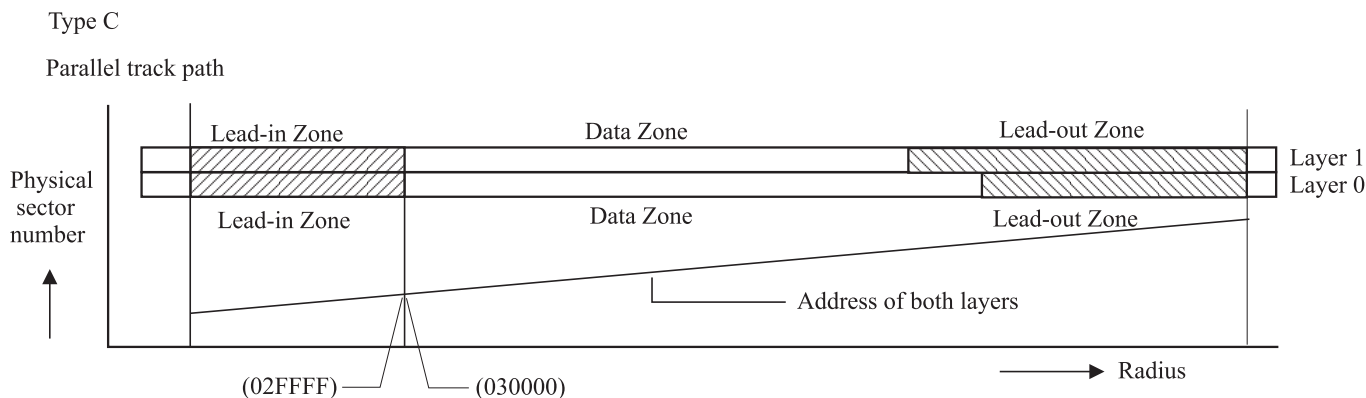 Type C
Parallel track path
Lead-in Zone
Data Zone
Lead-out Zone
Layer 1
Layer 0
Physical
sector
number
Lead-in Zone
Data Zone
Lead-out Zone
Address of both layers
(02FFFF)
(030000)
Radius